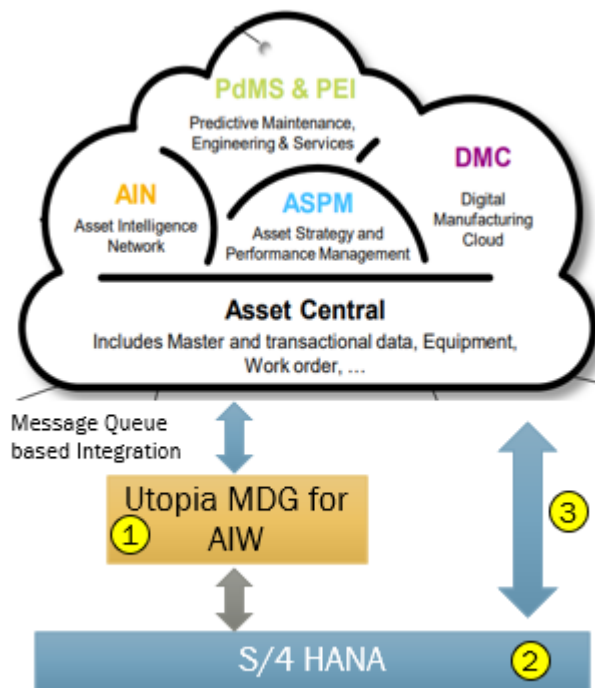 PdMS & PEI
Predictive Maintenance,
Engineering & Services
DMC
Digital
Manufacturing
Cloud
AIN
Asset Intelligence
Network
ASPM
Asset Strategy and
Performance Management
Asset Central
Includes Master and transactional data, Equipment,
Work order, ...
Message Queue
based Integration
Utopia MDG for
AIW
1
3
S/4 HANA
2